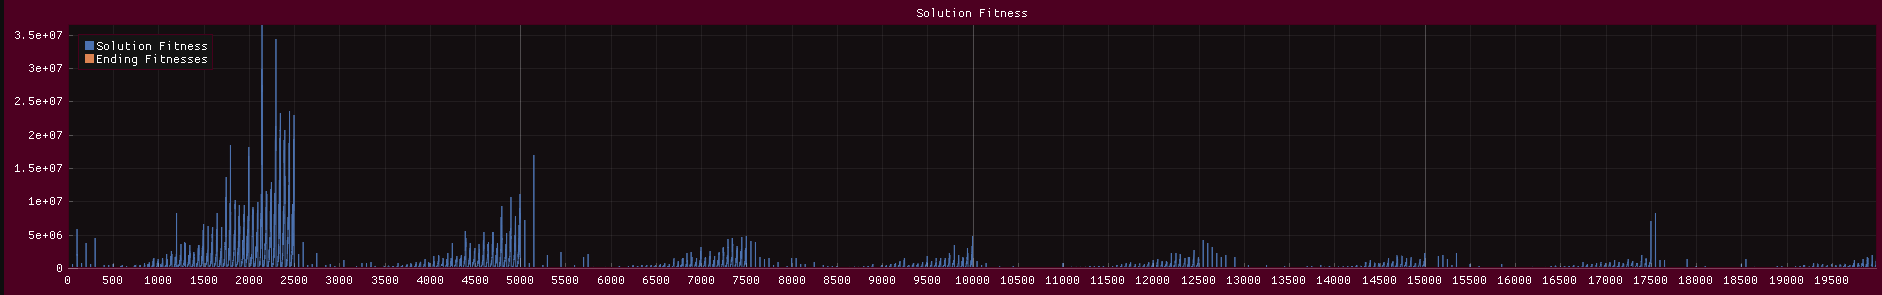 Solution Fitness
3.5e+07
3e+07
2.5e+07
2e+07
1.5e+07
1e+07
5e+06
0
Solution Fitness
Ending Fitnesses
0 500 1000 1500 2000 2500 3000 3500 4000 4500 5000 5500 6000 6500 7000 7500 8000 8500 9000 9500 10000 10500 11000 11500 12000 12500 13000 13500 14000 14500 15000 15500 16000 16500 17000 17500 18000 18500 19000 19500